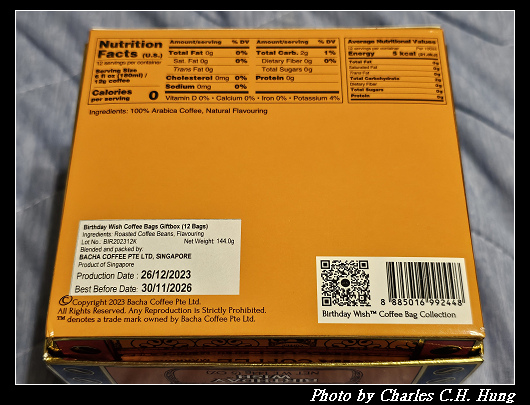 Nutrition Facts (U.S.)
12 servings per container
Serving Size
6 fl oz (180ml) /
12g coffee
Calories per serving 0
Amount/serving % DV
Total Fat 0g 0%
Sat. Fat 0g 0%
Trans Fat 0g
Cholesterol 0mg 0%
Sodium 0mg 0%
Amount/serving % DV
Total Carb. 2g 1%
Dietary Fiber 0g 0%
Total Sugars 0g
Protein 0g
Vitamin D 0% • Calcium 0% • Iron 0% • Potassium 4%
Average Nutritional Values
12 servings per container
Energy 5 kcal
Total Fat 0g
Saturated Fat 0g
Trans Fat 0g
Total Carbohydrate
Dietary Fiber 0g
Total Sugars 0g
Protein 0g
Ingredients: 100% Arabica Coffee, Natural Flavouring
Birthday Wish Coffee Bags Giftbox (12 Bags)
Ingredients: Roasted Coffee Beans, Flavouring
Lot No.: BIR202312K Net Weight: 144.0g
Blended and packed by:
BACHA COFFEE PTE LTD, SINGAPORE
Product of Singapore
Production Date : 26/12/2023
Best Before Date: 30/11/2026
8 885016 992448
Birthday Wish™ Coffee Bag Collection
©Copyright 2023 Bacha Coffee Pte Ltd.
All Rights Reserved. Any Reproduction is Strictly Prohibited.
™ denotes a trade mark owned by Bacha Coffee Pte Ltd.
BIRTHDAY WISH
Photo by Charles C.H. Hung